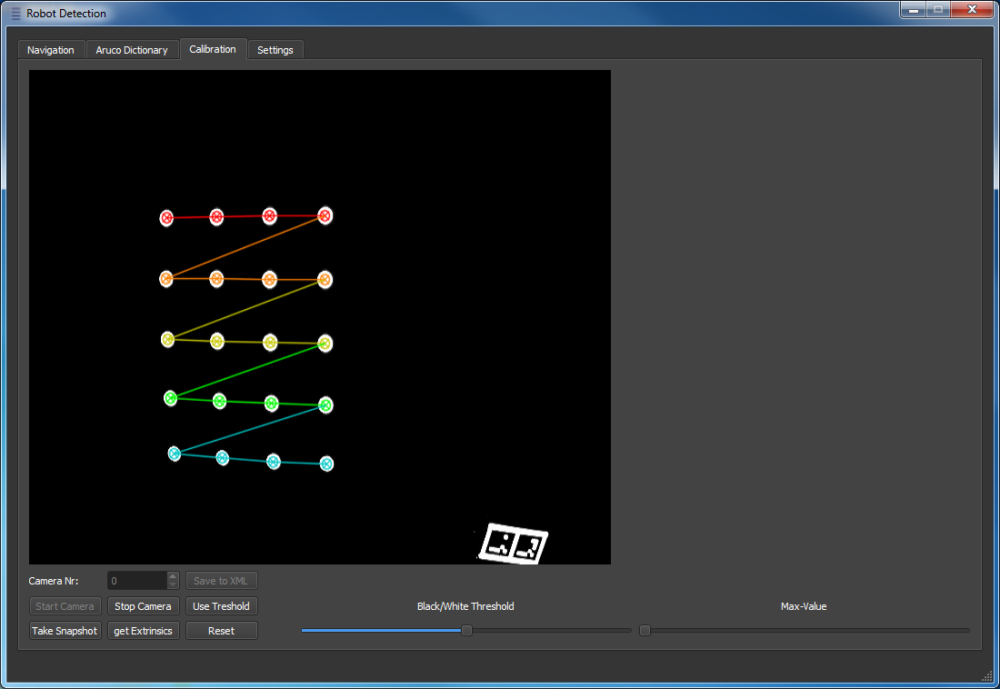 Robot Detection
Navigation Aruco Dictionary Calibration Settings
Camera Nr: 0 Save to XML
Start Camera Stop Camera Use Treshold Black/White Threshold Max-Value
Take Snapshot get Extrinsics Reset